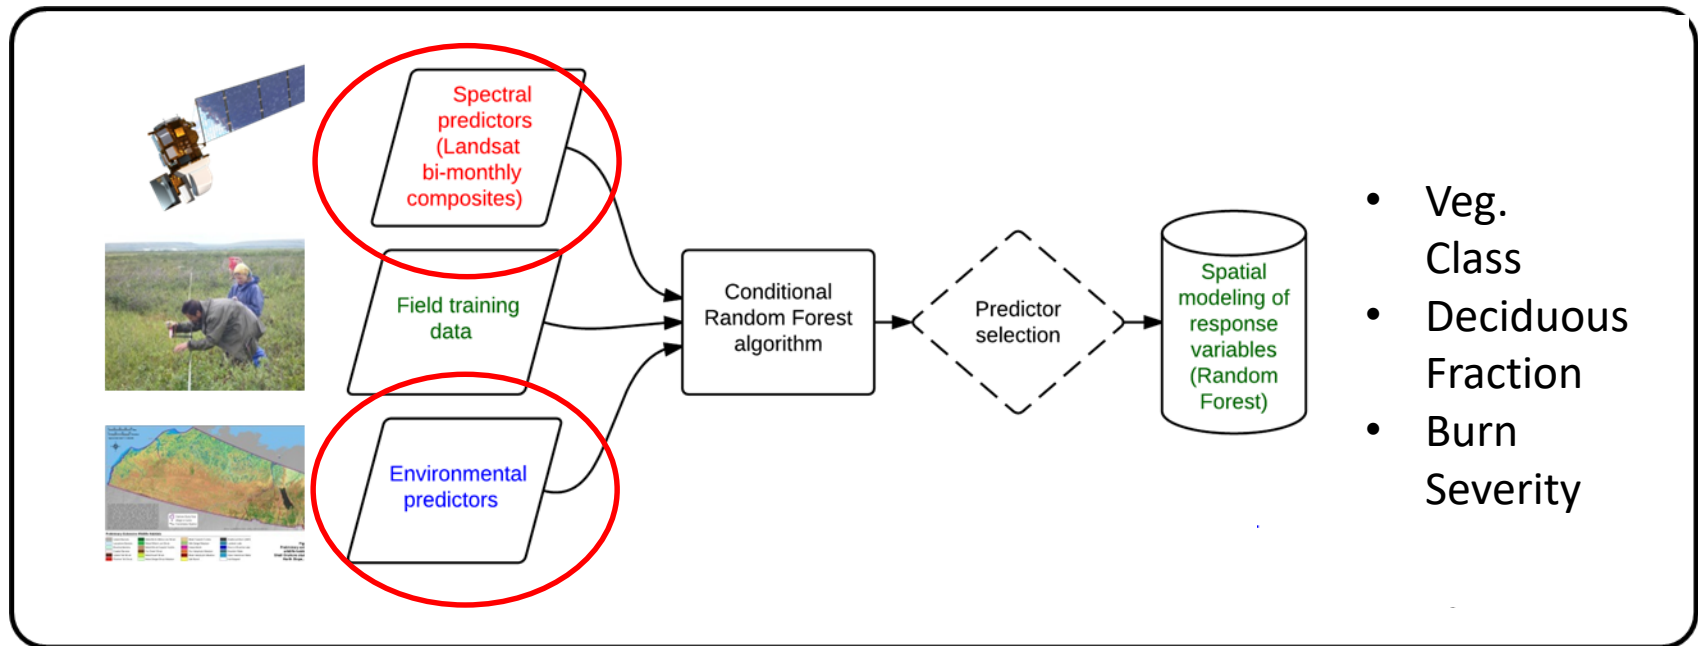 Spectral
predictors
(Landsat
bi-monthly
composites)
Field training
data
Environmental
predictors
Conditional
Random Forest
algorithm
Predictor
selection
Spatial
modeling of
response
variables
(Random
Forest)
• Veg.
Class
• Deciduous
Fraction
• Burn
Severity